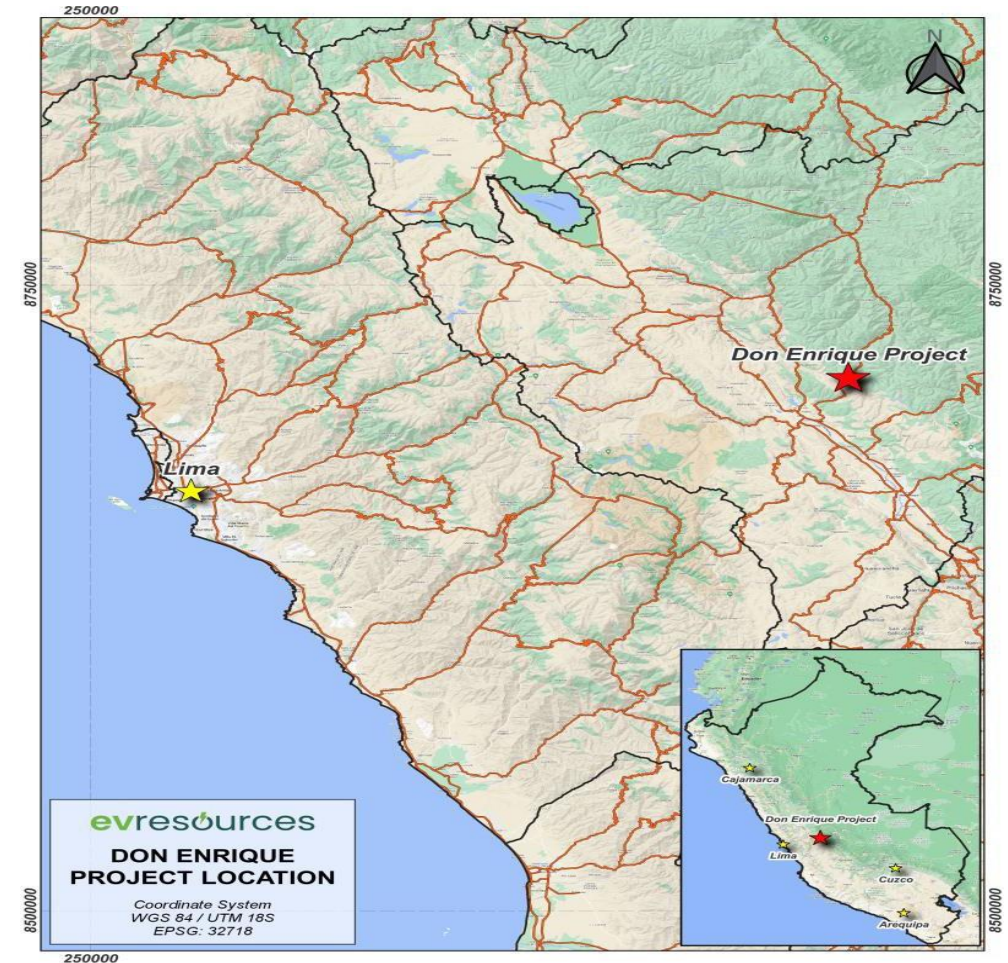 250000
N
8750000
8750000
Don Enrique Project
Lima
Cajamarca
Don Enrique Project
Lima
Cuzco
Arequipa
evresources
DON ENRIQUE
PROJECT LOCATION
Coordinate System
WGS 84 / UTM 18S
EPSG: 32718
8500000
8500000
250000